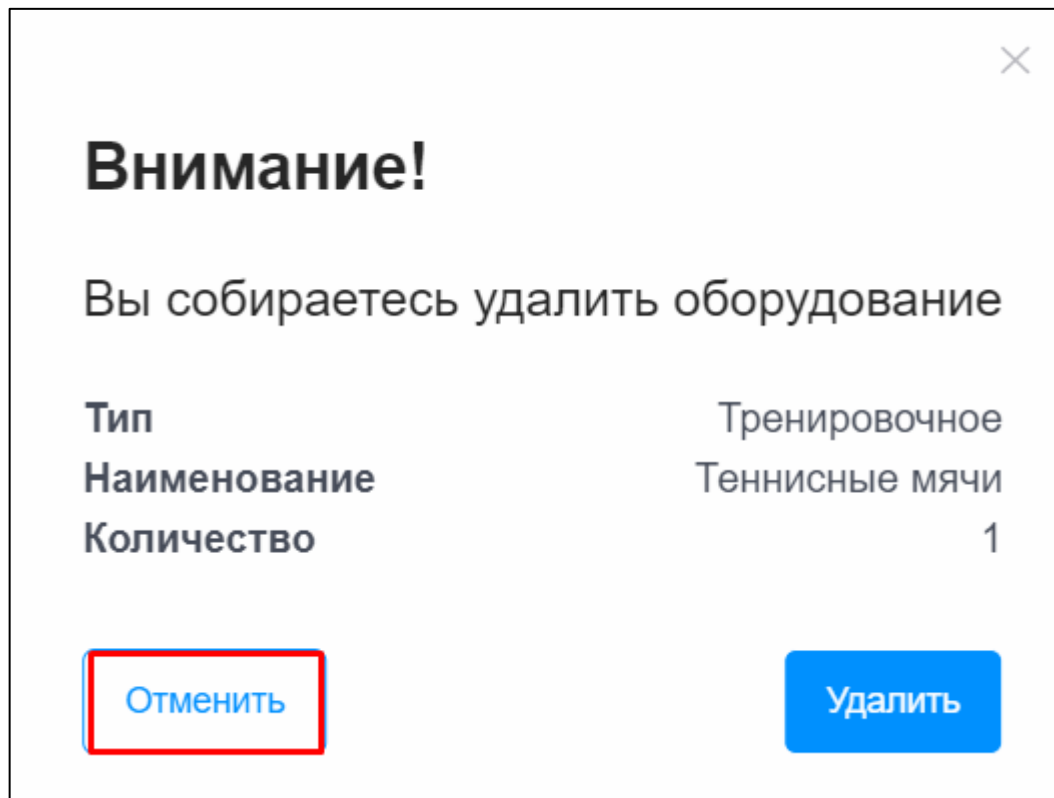 Внимание!
Вы собираетесь удалить оборудование
Тип Тренировочное
Наименование Теннисные мячи
Количество 1
Отменить Удалить